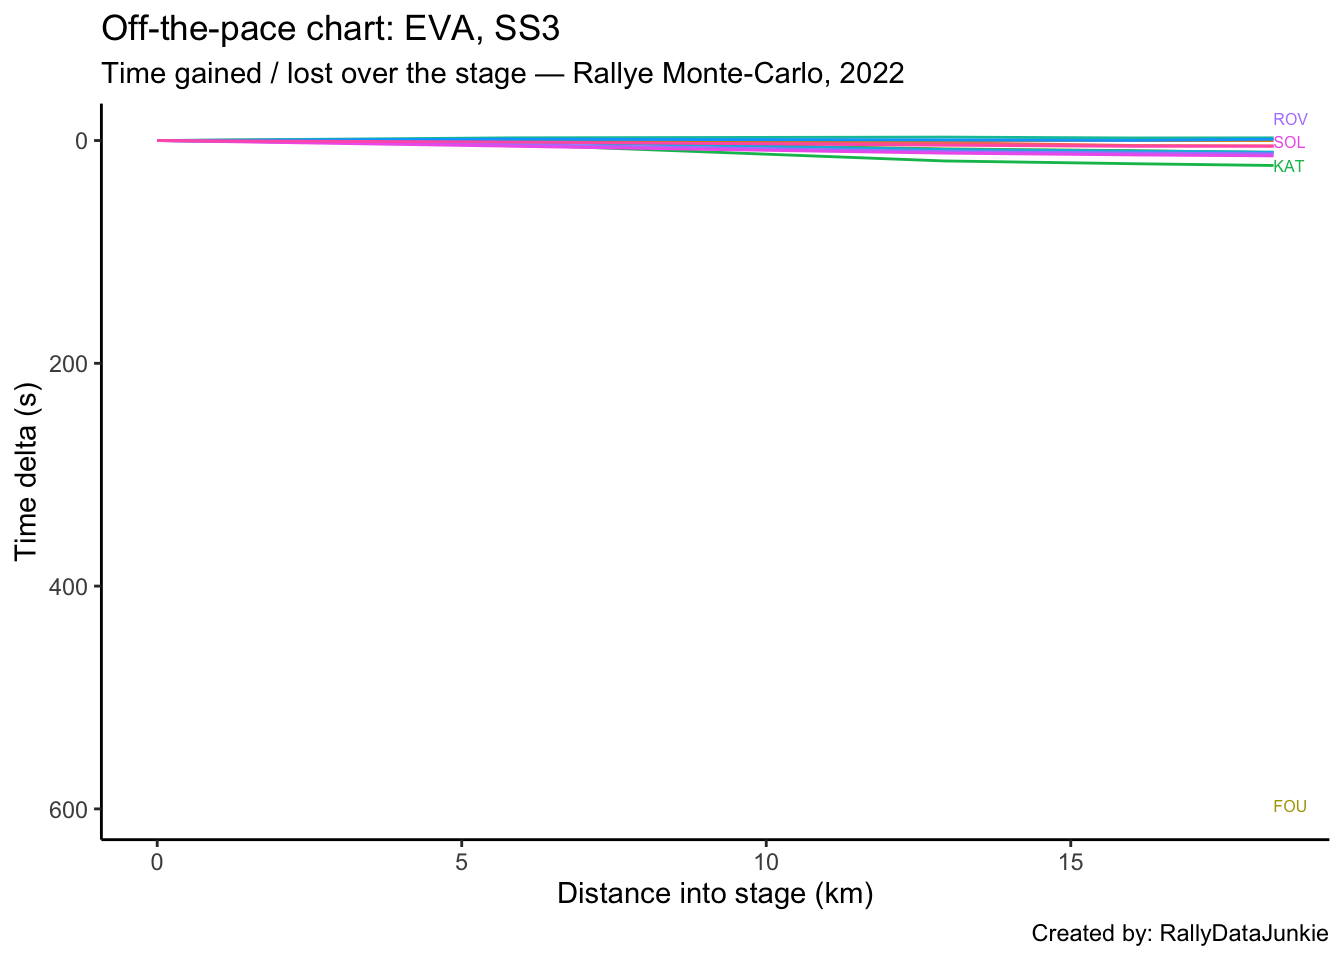 Off-the-pace chart: EVA, SS3
Time gained / lost over the stage — Rallye Monte-Carlo, 2022
Time delta (s)
0
200
400
600
ROV
SOL
KAT
FOU
0 5 10 15
Distance into stage (km)
Created by: RallyDataJunkie